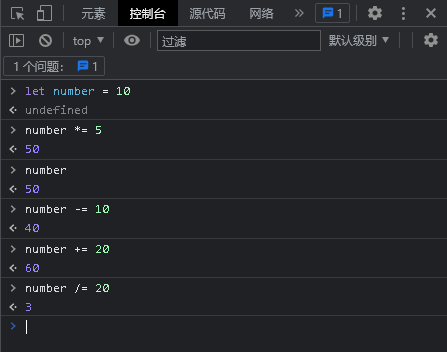 元素 控制台 源代码 网络 » 1
top 过滤 默认级别
1 个问题: 1
let number = 10
undefined
number *= 5
50
number
50
number -= 10
40
number += 20
60
number /= 20
3